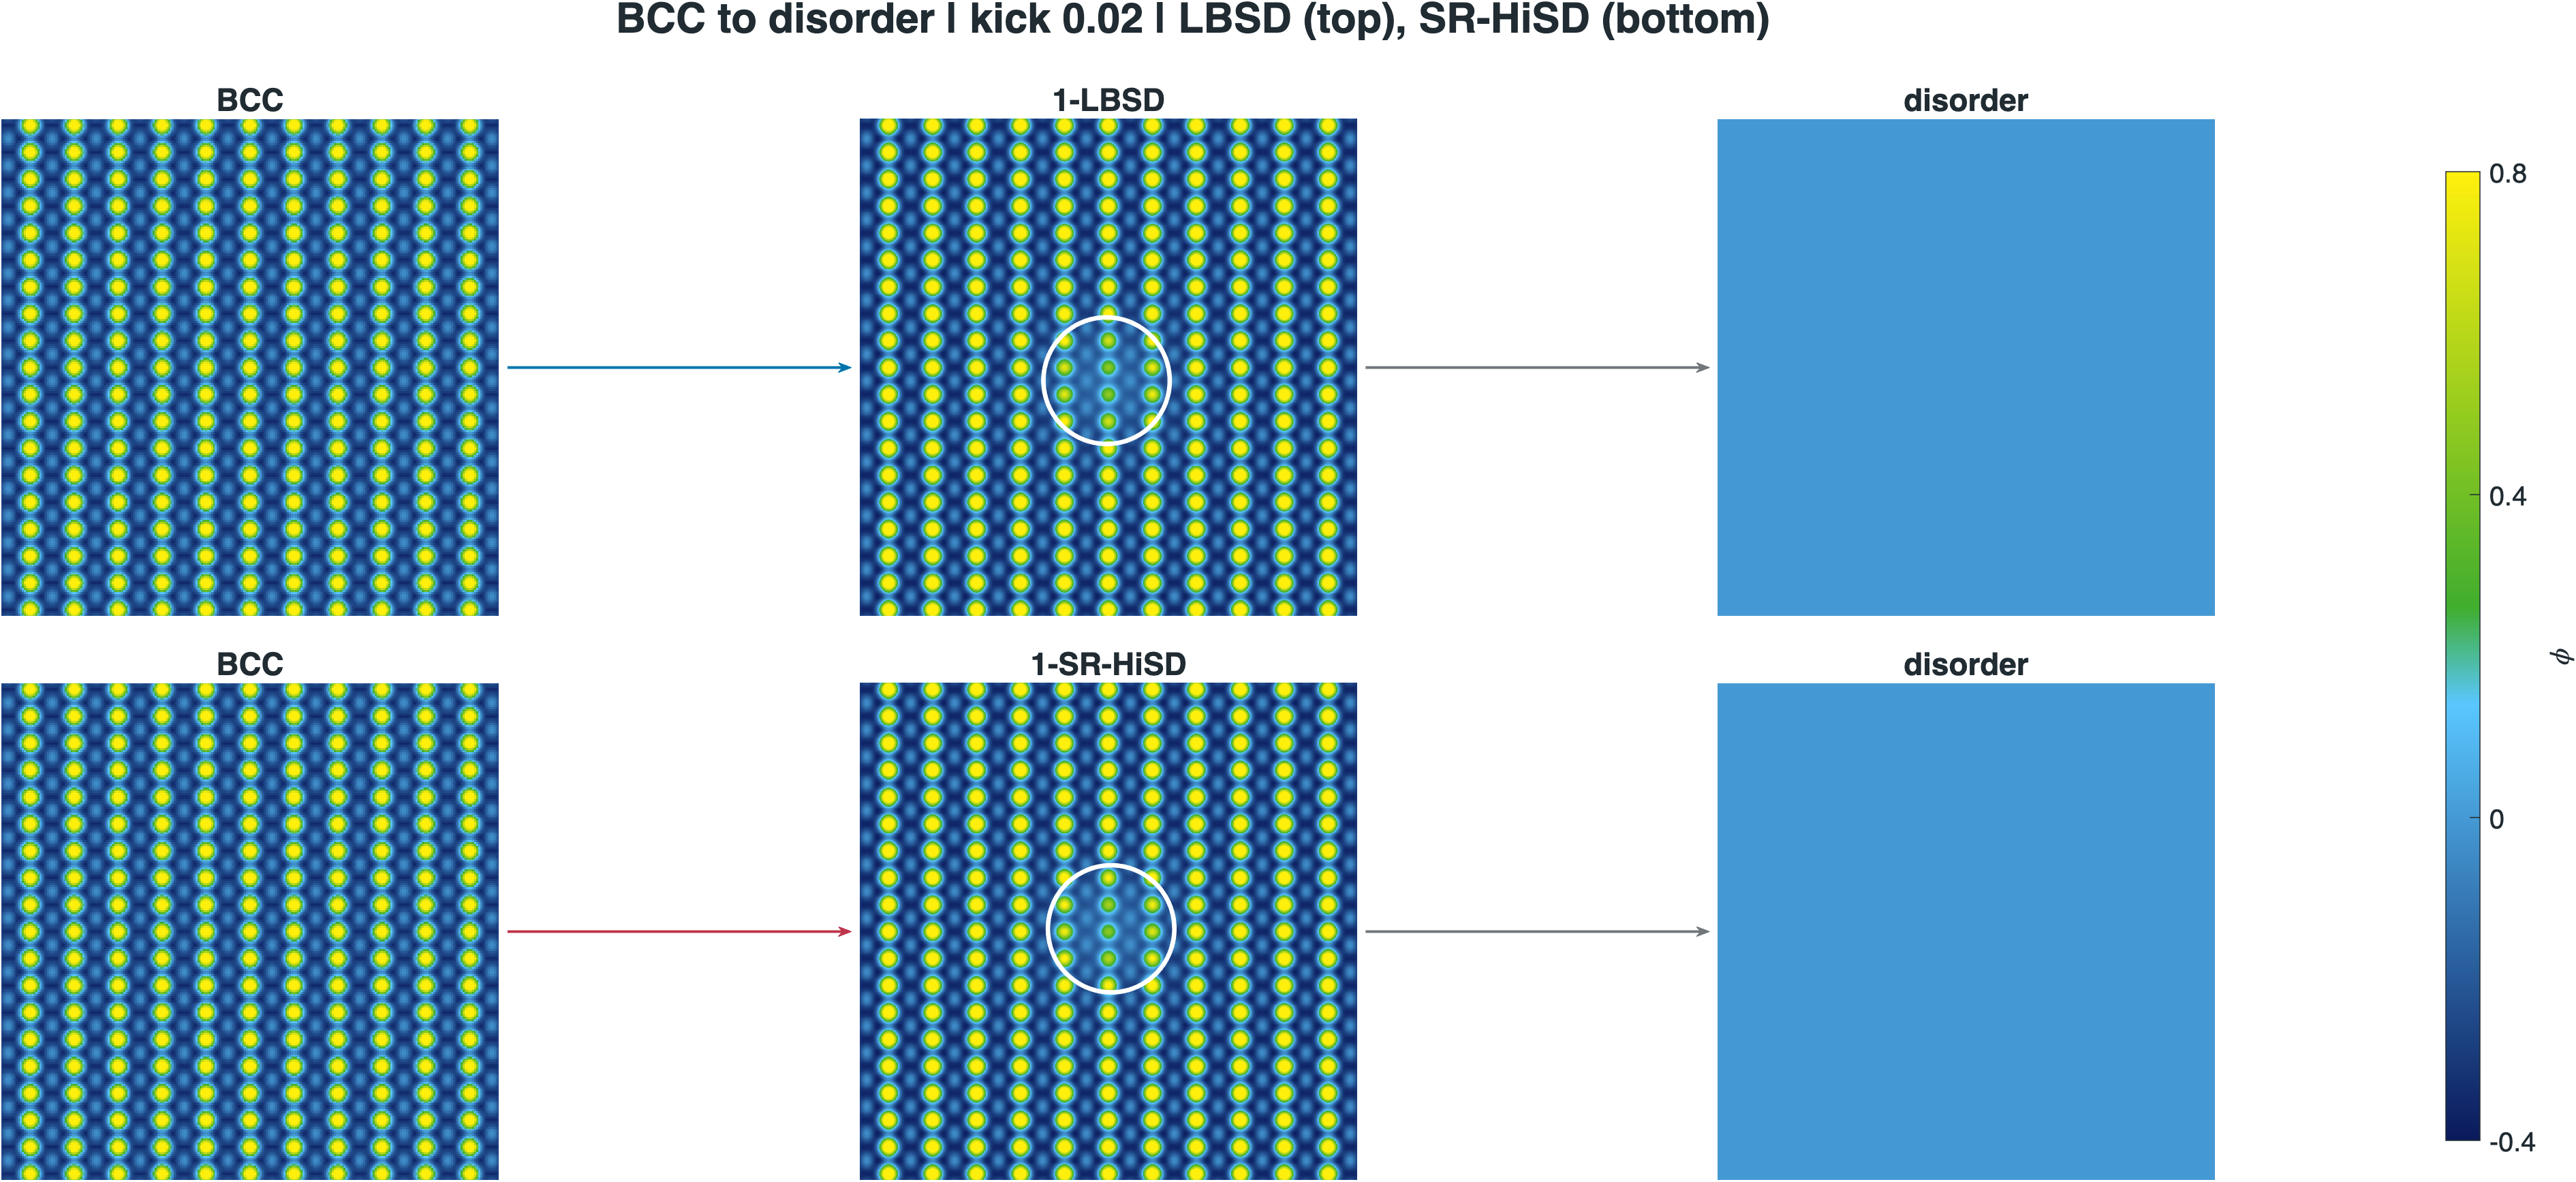 BCC to disorder | kick 0.02 | LBSD (top), SR-HiSD (bottom)
BCC
1-LBSD
disorder
BCC
1-SR-HiSD
disorder
0.8
0.4
0
-0.4
ϕ